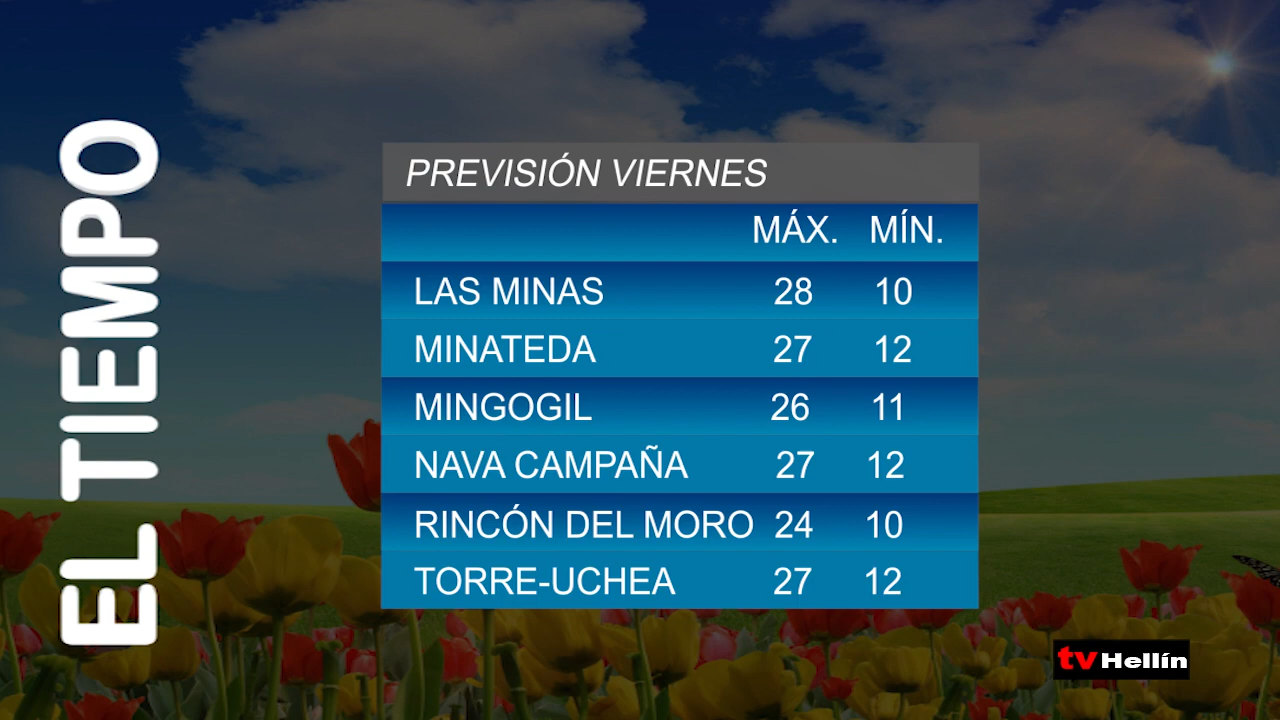 EL TIEMPO
PREVISIÓN VIERNES
MÁX. MÍN.
LAS MINAS 28 10
MINATEDA 27 12
MINGOGIL 26 11
NAVA CAMPAÑA 27 12
RINCÓN DEL MORO 24 10
TORRE-UCHEA 27 12
tv Hellín